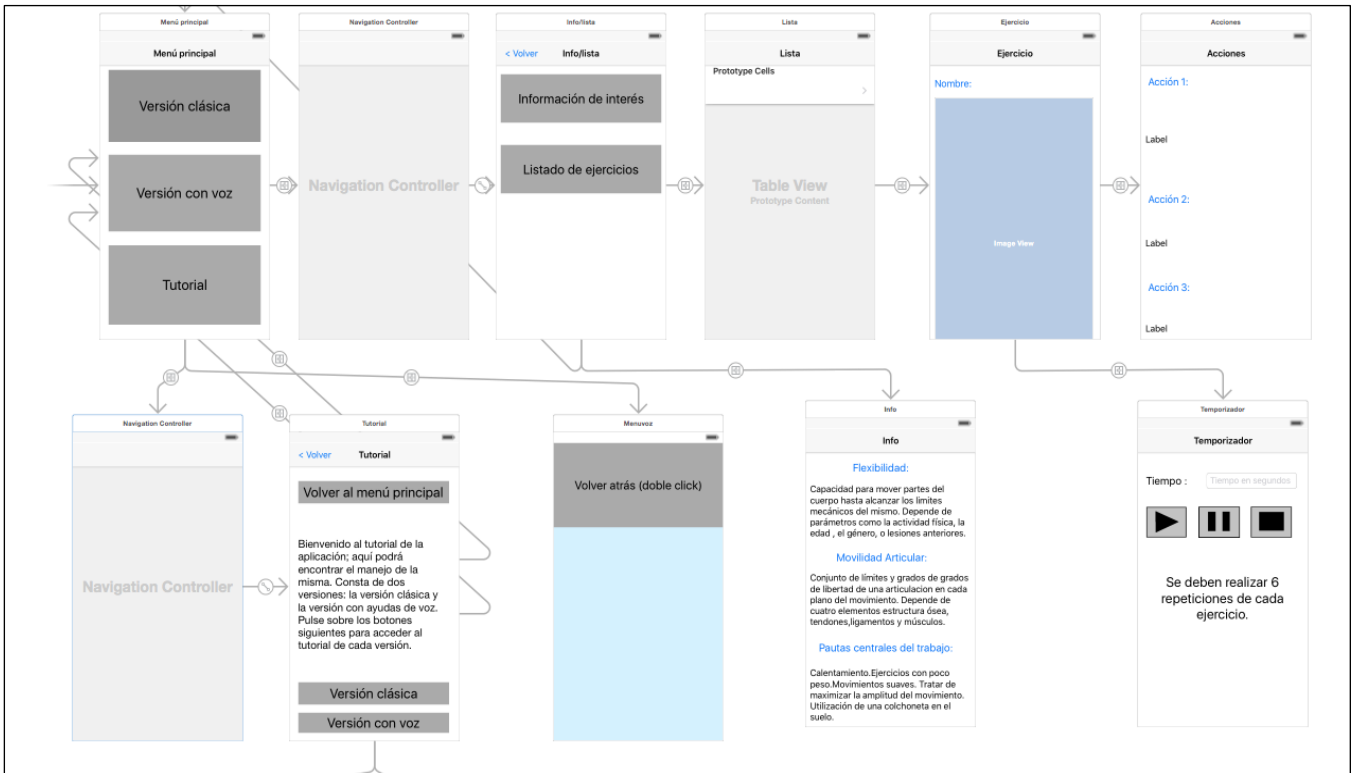 Menú principal
Menú principal
Versión clásica
Versión con voz
Tutorial
Navigation Controller
Navigation Controller
Info/lista
< Volver Info/lista
Información de interés
Listado de ejercicios
Lista
Lista
Prototype Cells
Table View
Prototype Content
Ejercicio
Ejercicio
Nombre:
Image View
Acciones
Acciones
Acción 1:
Label
Acción 2:
Label
Acción 3:
Label
Navigation Controller
Navigation Controller
Tutorial
< Volver Tutorial
Volver al menú principal
Bienvenido al tutorial de la
aplicación; aquí podrá
encontrar el manejo de la
misma. Consta de dos
versiones: la versión clásica y
la versión con ayudas de voz.
Pulse sobre los botones
siguientes para acceder al
tutorial de cada versión.
Versión clásica
Versión con voz
Menuvoz
Volver atrás (doble click)
Info
Info
Flexibilidad:
Capacidad para mover partes del
cuerpo hasta alcanzar los limites
mecánicos del mismo. Depende de
parámetros como la actividad física, la
edad , el género, o lesiones anteriores.
Movilidad Articular:
Conjunto de límites y grados de grados
de libertad de una articulacion en cada
plano del movimiento. Depende de
cuatro elementos estructura ósea,
tendones,ligamentos y músculos.
Pautas centrales del trabajo:
Calentamiento.Ejercicios con poco
peso.Movimientos suaves. Tratar de
maximizar la amplitud del movimiento.
Utilización de una colchoneta en el
suelo.
Temporizador
Temporizador
Tiempo : Tiempo en segundos
Se deben realizar 6
repeticiones de cada
ejercicio.